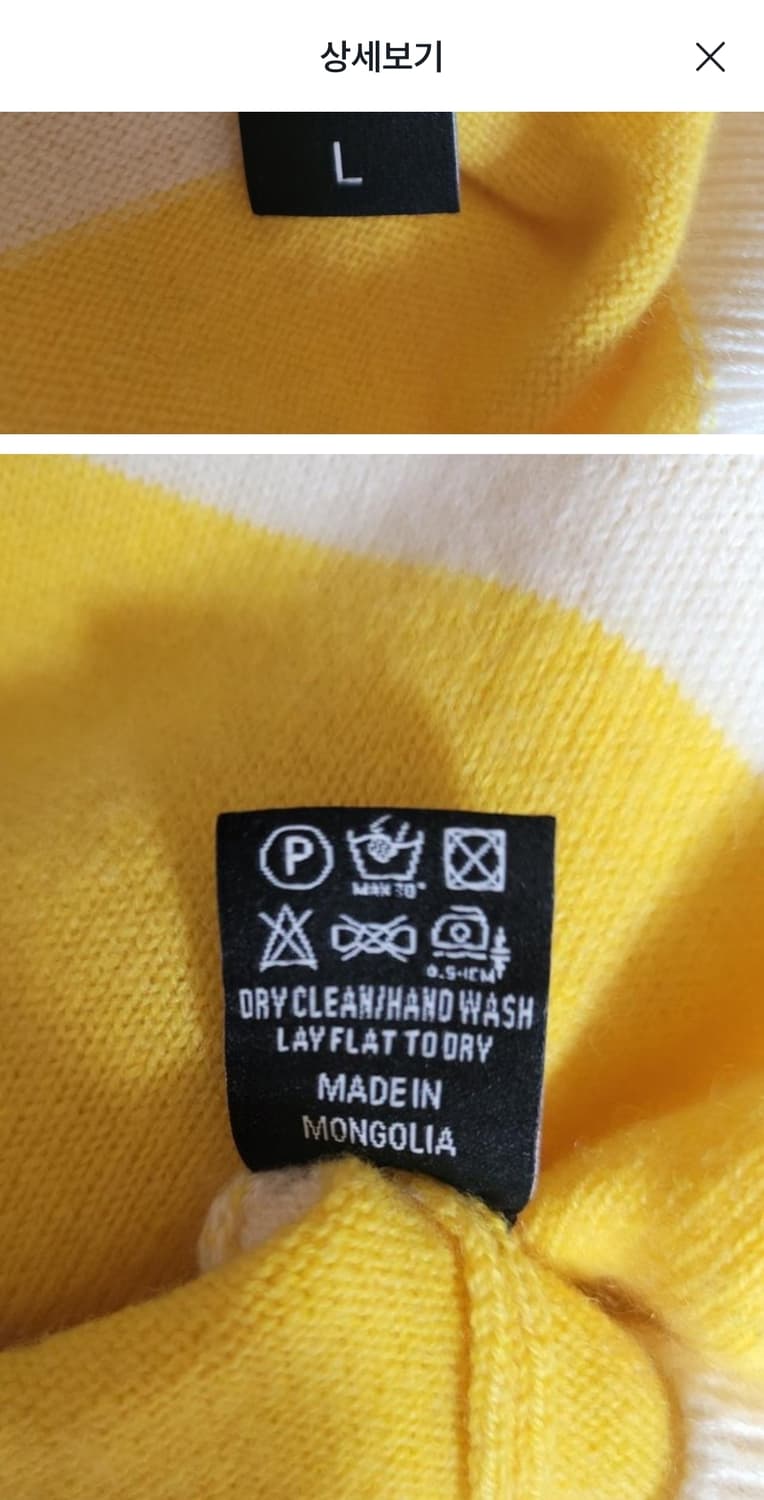 상세보기
L
P
MAX 30°
0.5-1CM
DRY CLEAN/HAND WASH
LAY FLAT TO DRY
MADE IN
MONGOLIA